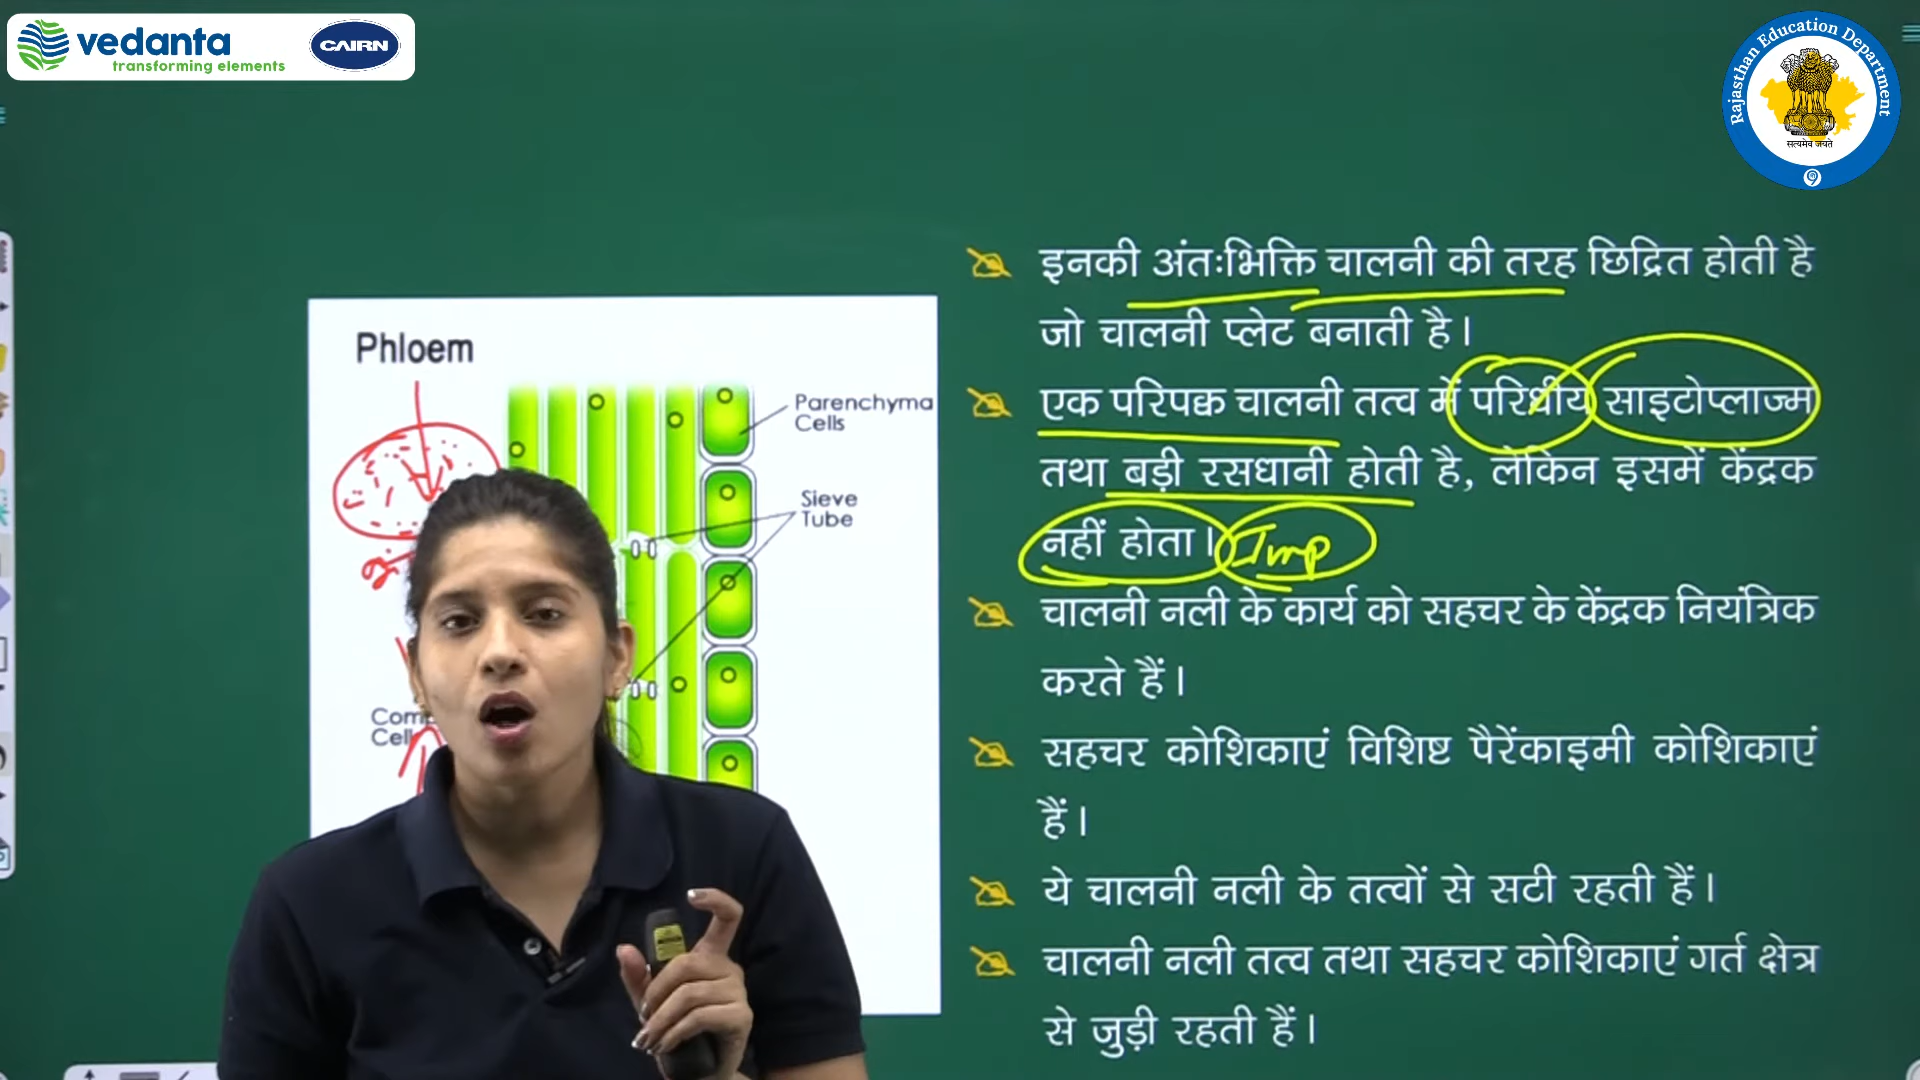 vedanta
transforming elements
CAIRN
Rajasthan Education Department
सत्यमेव जयते
इनकी अंतःभित्ति चालनी की तरह छिद्रित होती है
जो चालनी प्लेट बनाती है।
एक परिपक्व चालनी तत्व में परिधीय साइटोप्लाज्म
तथा बड़ी रसधानी होती है, लेकिन इसमें केंद्रक
नहीं होता। Imp
चालनी नली के कार्य को सहचर के केंद्रक नियंत्रिक
करते हैं।
सहचर कोशिकाएं विशिष्ट पैरेंकाइमी कोशिकाएं
हैं।
ये चालनी नली के तत्वों से सटी रहती हैं।
चालनी नली तत्व तथा सहचर कोशिकाएं गर्त क्षेत्र
से जुड़ी रहती हैं।
Phloem
Parenchyma
Cells
Sieve
Tube